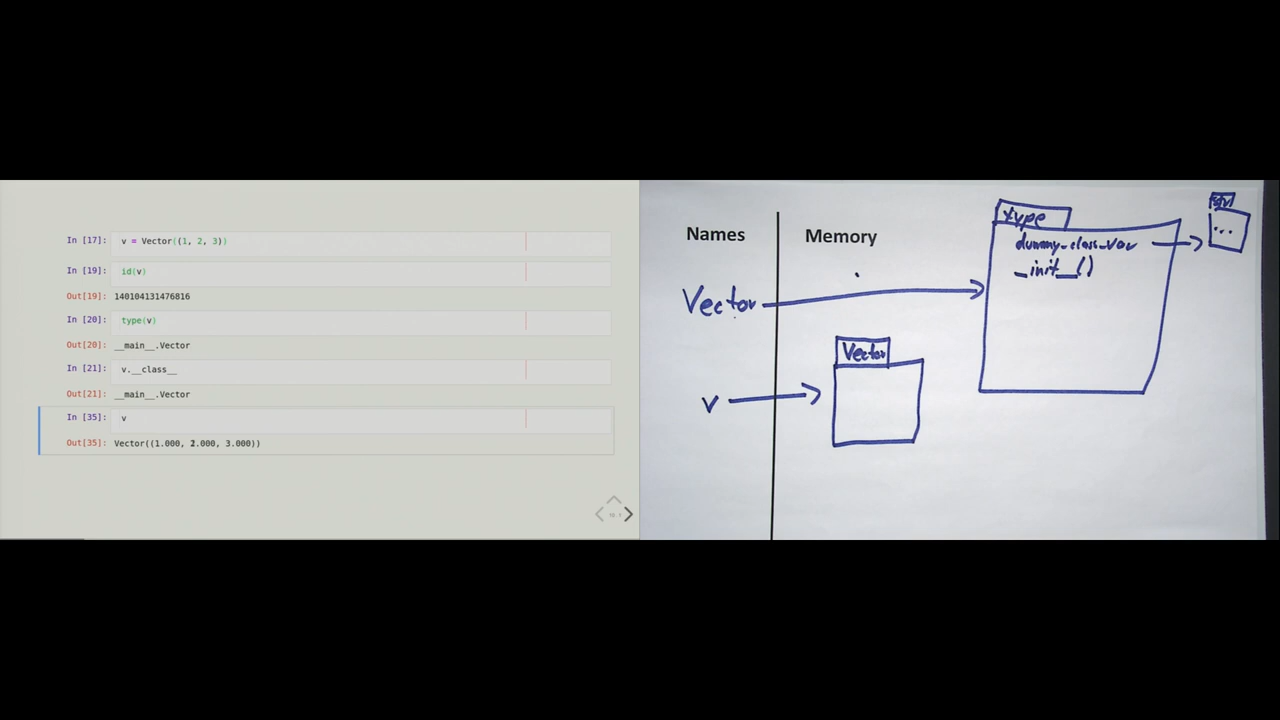 In [17]: v = Vector((1, 2, 3))
In [19]: id(v)
Out[19]: 140104131476816
In [20]: type(v)
Out[20]: __main__.Vector
In [21]: v.__class__
Out[21]: __main__.Vector
In [35]: v
Out[35]: Vector((1.000, 2.000, 3.000))
Names
Memory
type
dummy_class_var
__init__()
...
Vector
Vector
v